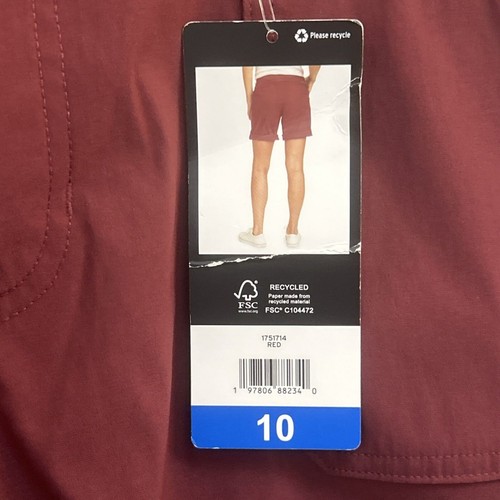 Please recycle
FSC
www.fsc.org
RECYCLED
Paper made from
recycled material
FSC® C104472
1751714
RED
1 97806 88234 0
10